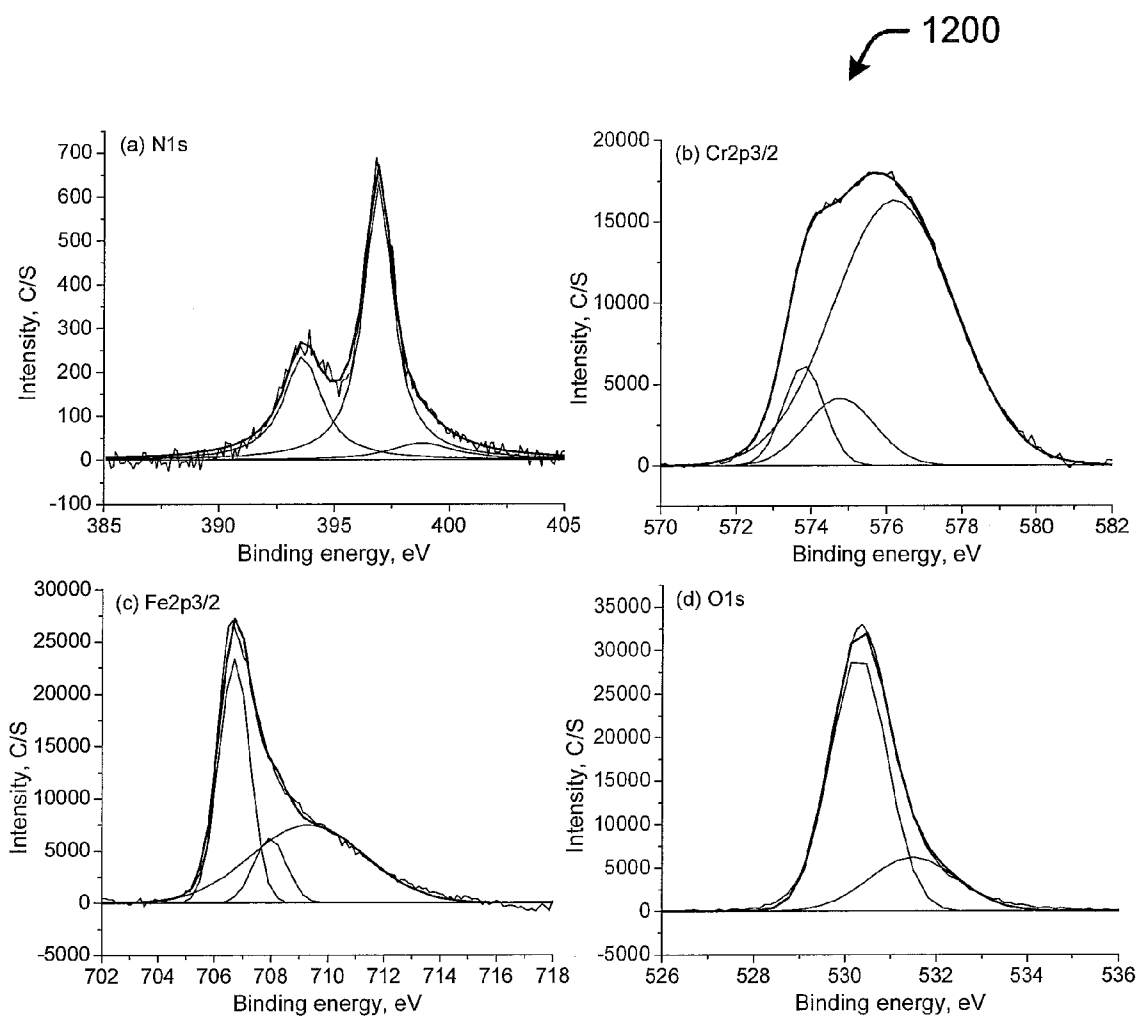 1200
(a) N1s
700
600
500
400
300
200
100
0
-100
385 390 395 400 405
Intensity, C/S
Binding energy, eV
(b) Cr2p3/2
20000
15000
10000
5000
0
570 572 574 576 578 580 582
Intensity, C/S
Binding energy, eV
(c) Fe2p3/2
30000
25000
20000
15000
10000
5000
0
-5000
702 704 706 708 710 712 714 716 718
Intensity, C/S
Binding energy, eV
(d) O1s
35000
30000
25000
20000
15000
10000
5000
0
-5000
526 528 530 532 534 536
Intensity, C/S
Binding energy, eV